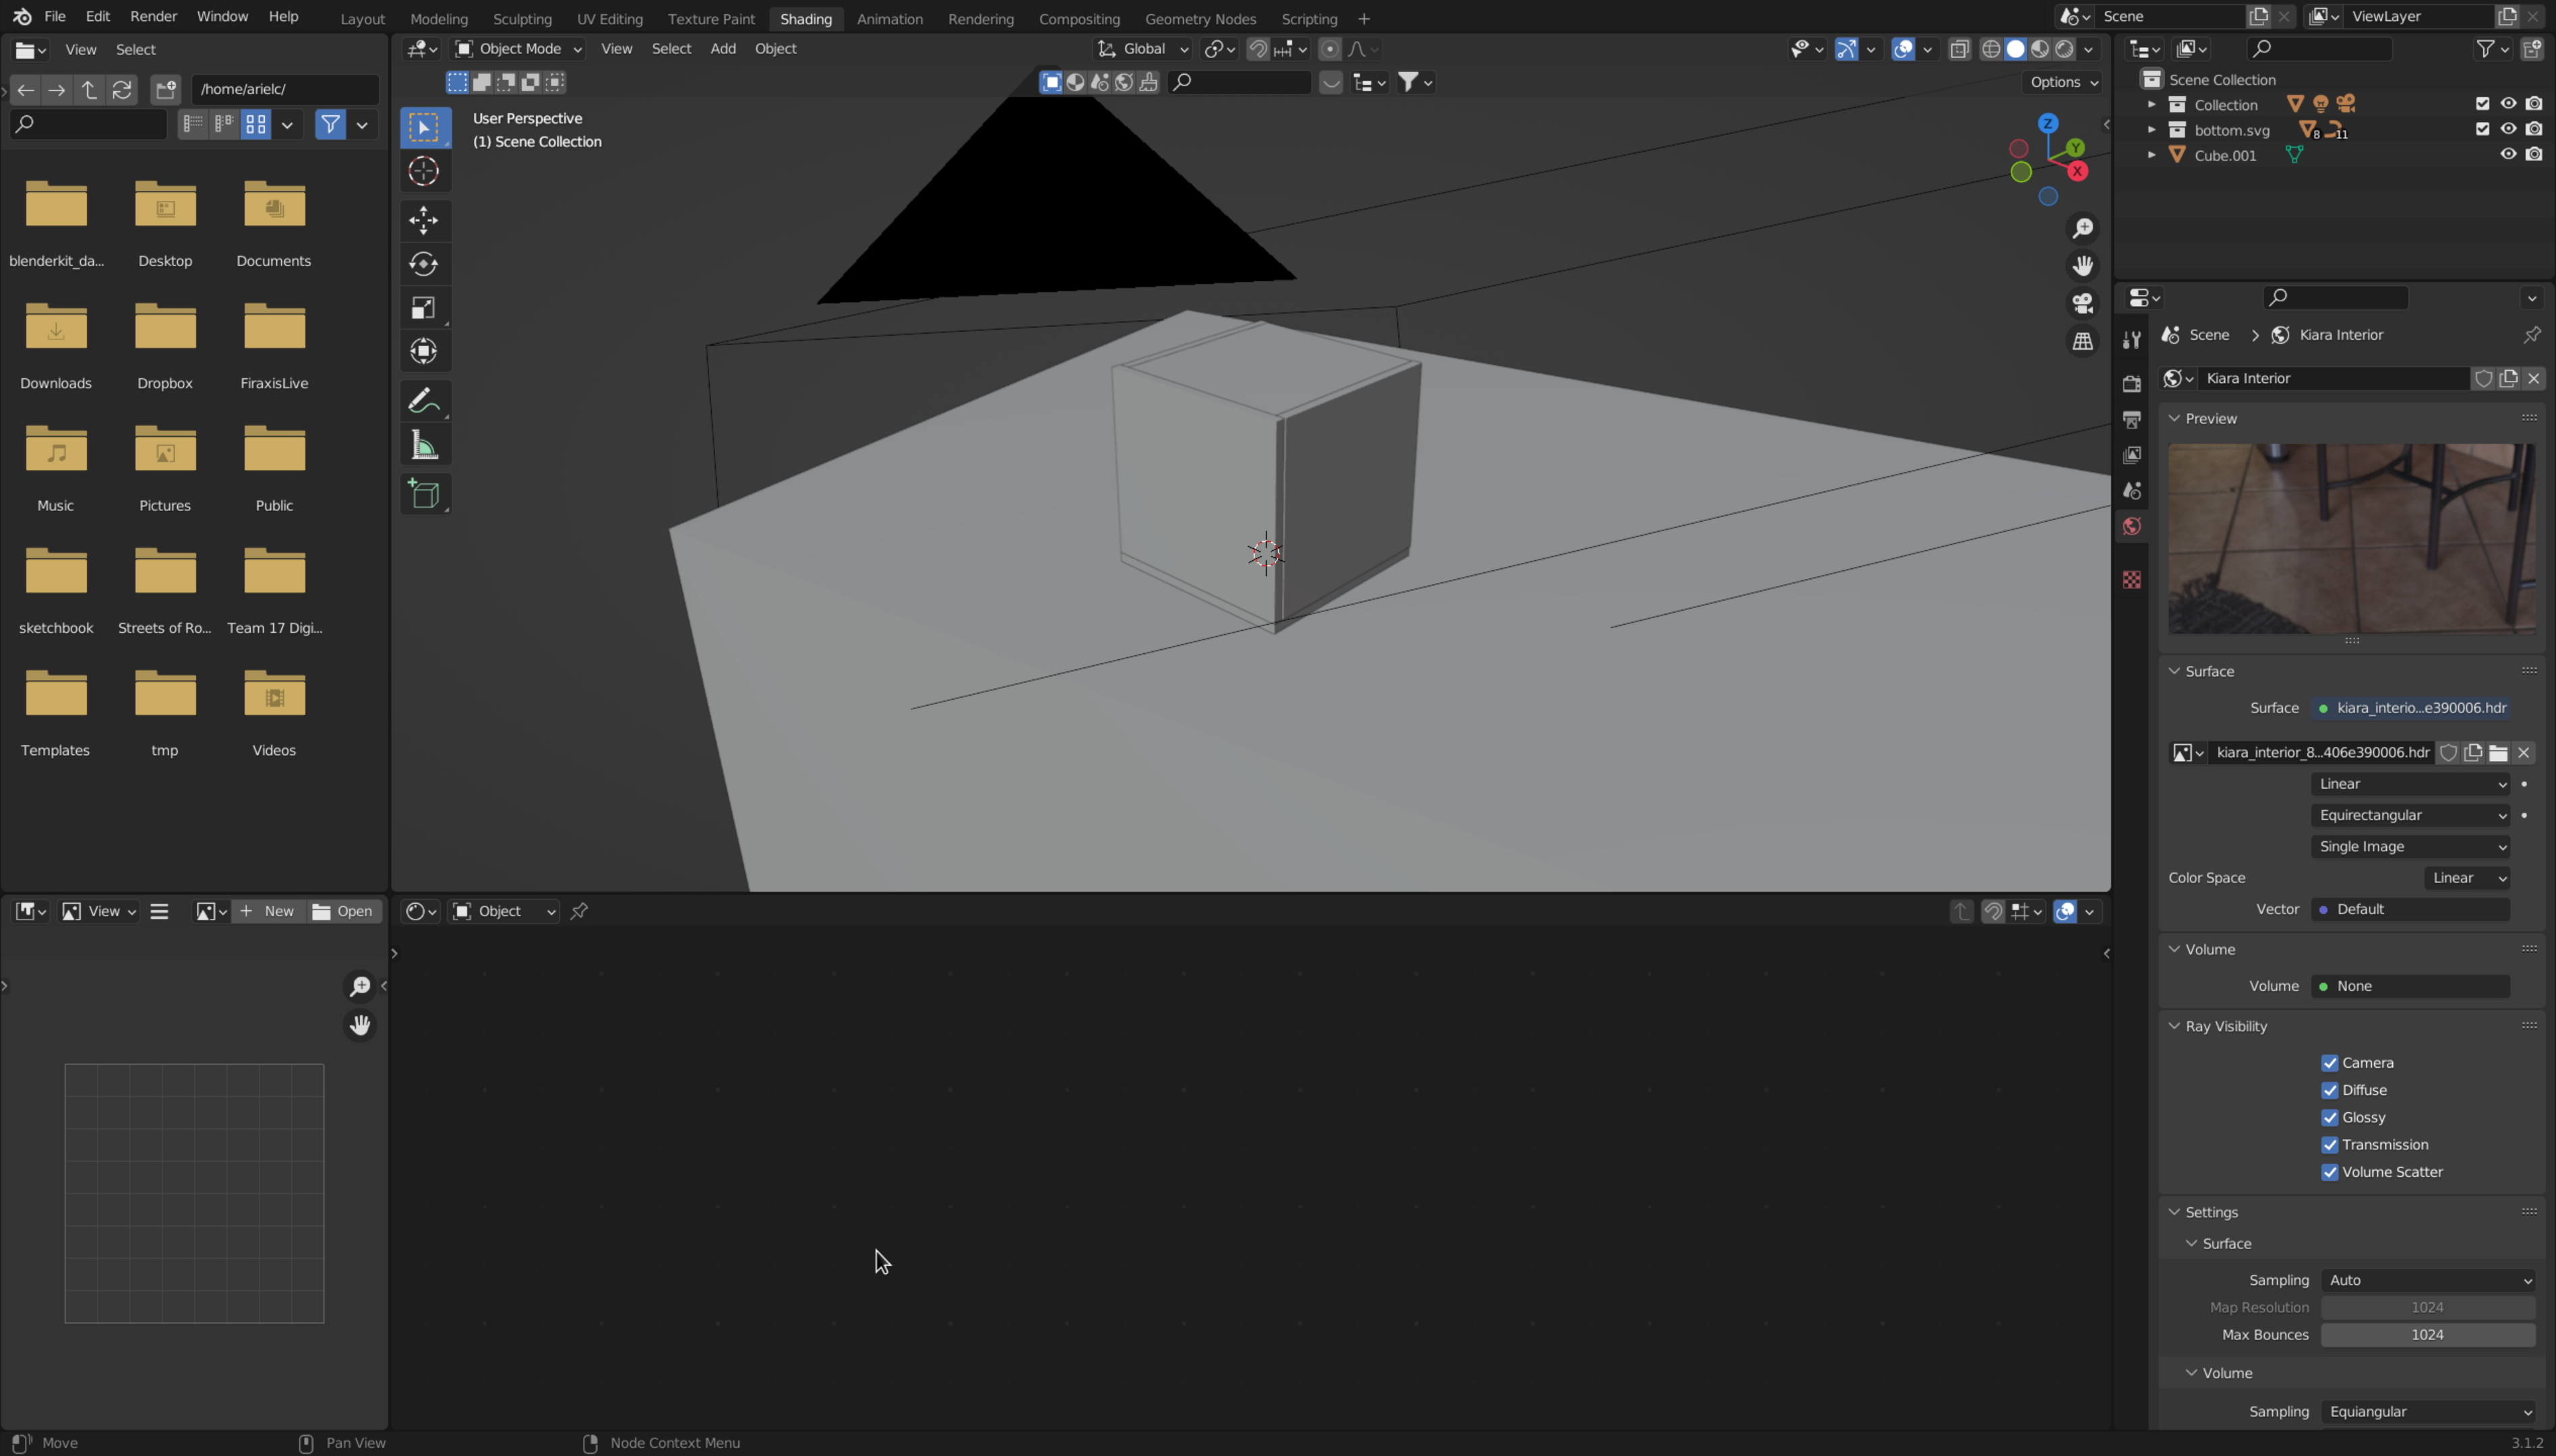 File Edit Render Window Help Layout Modeling Sculpting UV Editing Texture Paint Shading Animation Rendering Compositing Geometry Nodes Scripting + Scene ViewLayer
View Select
/home/arielc/
blenderkit_da... Desktop Documents
Downloads Dropbox FiraxisLive
Music Pictures Public
sketchbook Streets of Ro... Team 17 Digi...
Templates tmp Videos
Object Mode View Select Add Object Global
Options
User Perspective
(1) Scene Collection
Z
Y
X
Scene Collection
Collection
bottom.svg 8 11
Cube.001
Scene > Kiara Interior
Kiara Interior
Preview
Surface
Surface kiara_interio...e390006.hdr
kiara_interior_8...406e390006.hdr
Linear
Equirectangular
Single Image
Color Space Linear
Vector Default
Volume
Volume None
Ray Visibility
Camera
Diffuse
Glossy
Transmission
Volume Scatter
Settings
Surface
Sampling Auto
Map Resolution 1024
Max Bounces 1024
Volume
Sampling Equiangular
View + New Open
Object
Move Pan View Node Context Menu 3.1.2